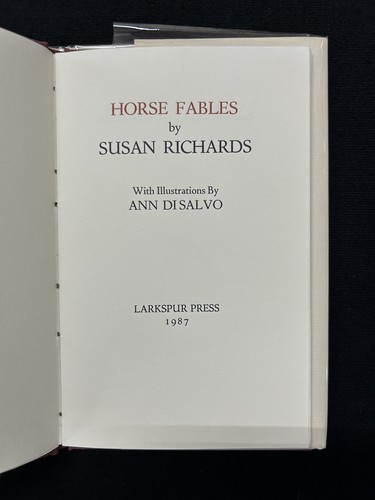 HORSE FABLES
by
SUSAN RICHARDS
With Illustrations By
ANN DI SALVO
LARKSPUR PRESS
1987